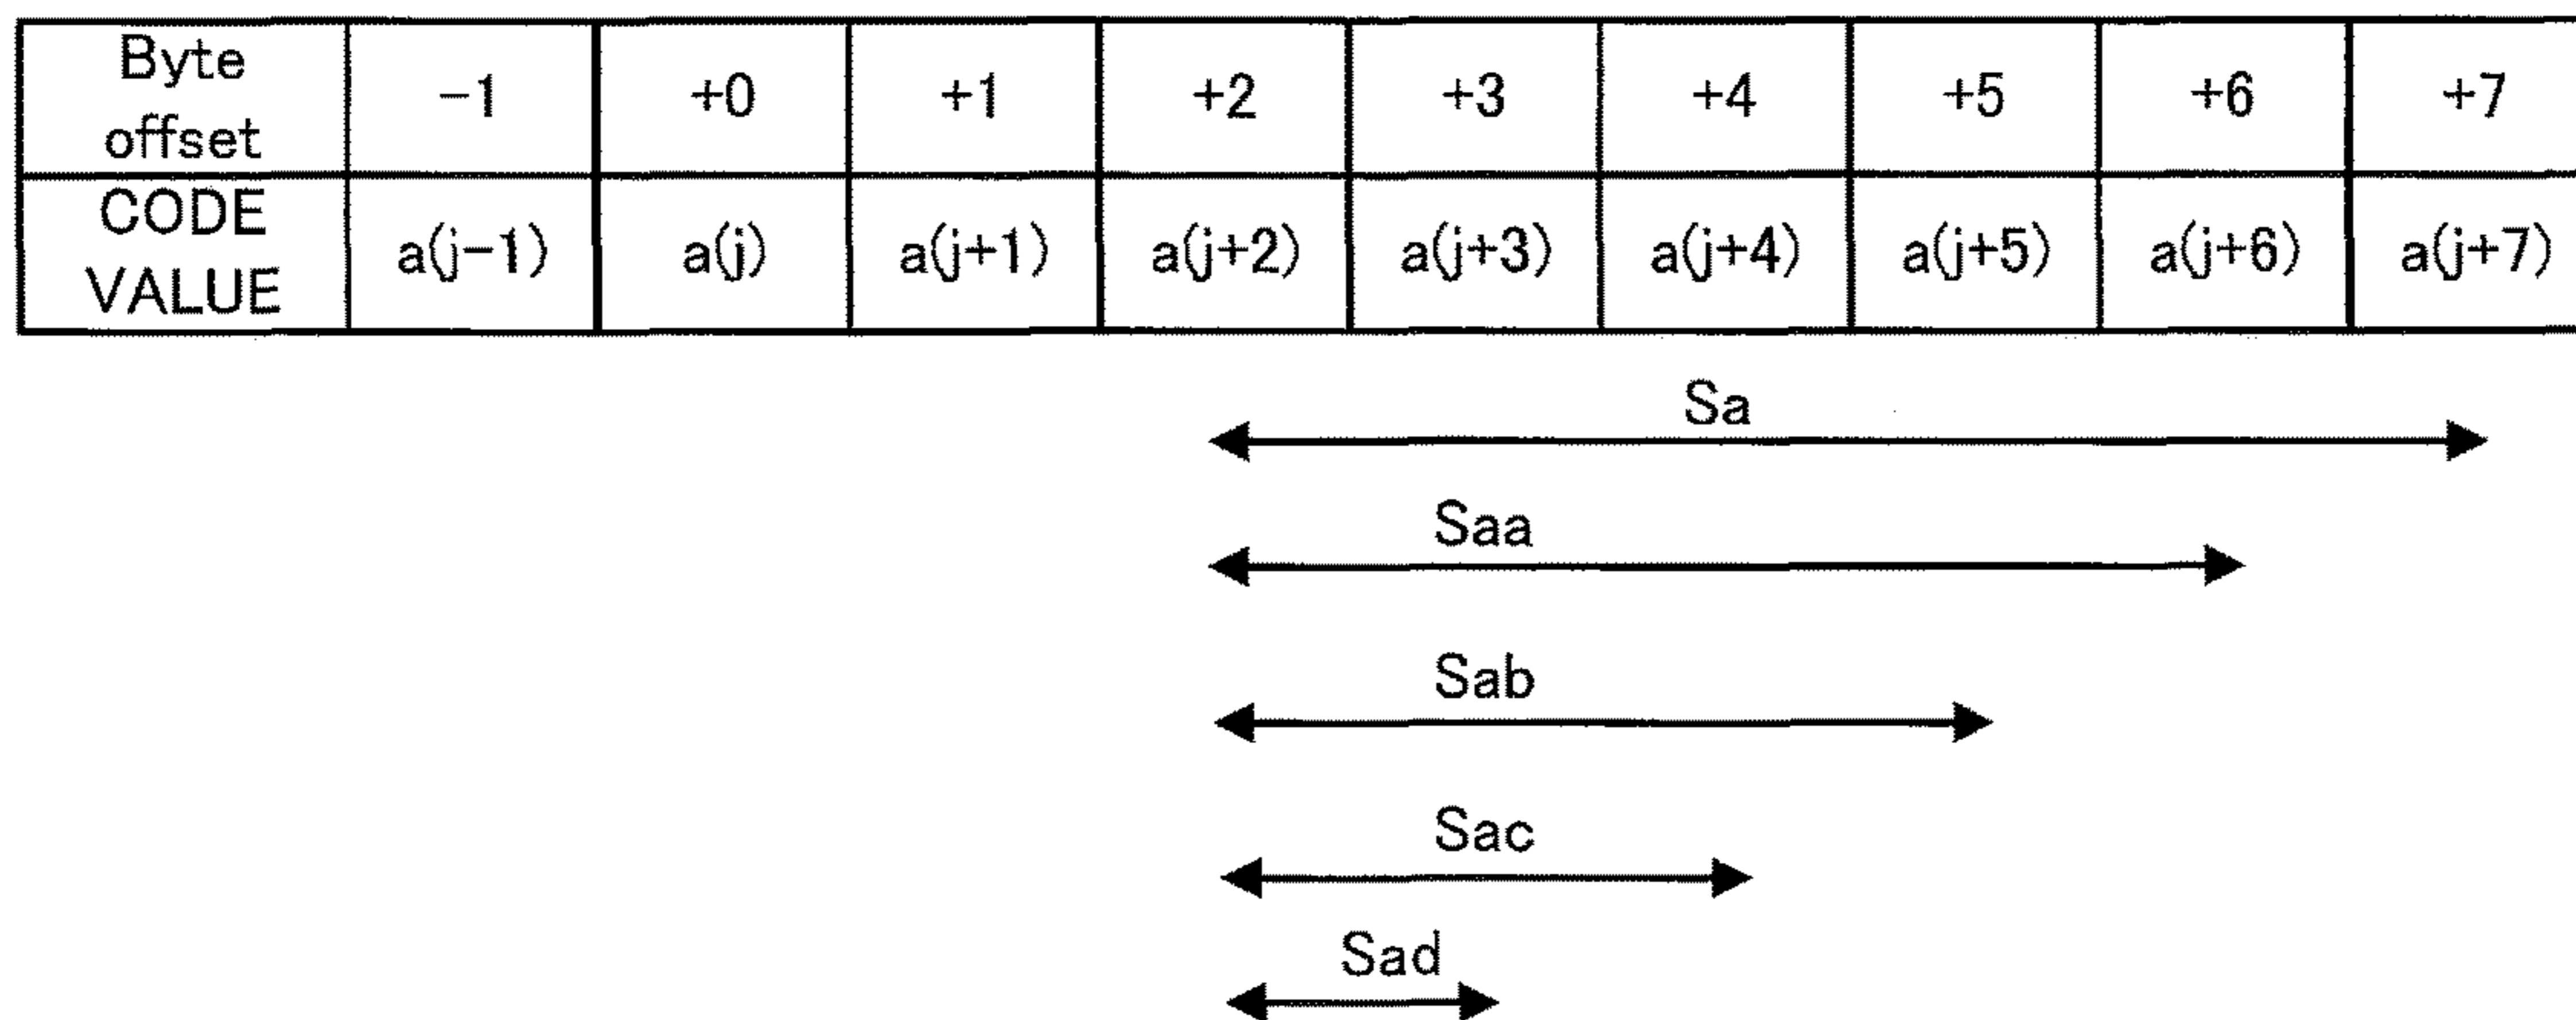 Byte offset -1 +0 +1 +2 +3 +4 +5 +6 +7
CODE VALUE a(j-1) a(j) a(j+1) a(j+2) a(j+3) a(j+4) a(j+5) a(j+6) a(j+7)
Sa
Saa
Sab
Sac
Sad